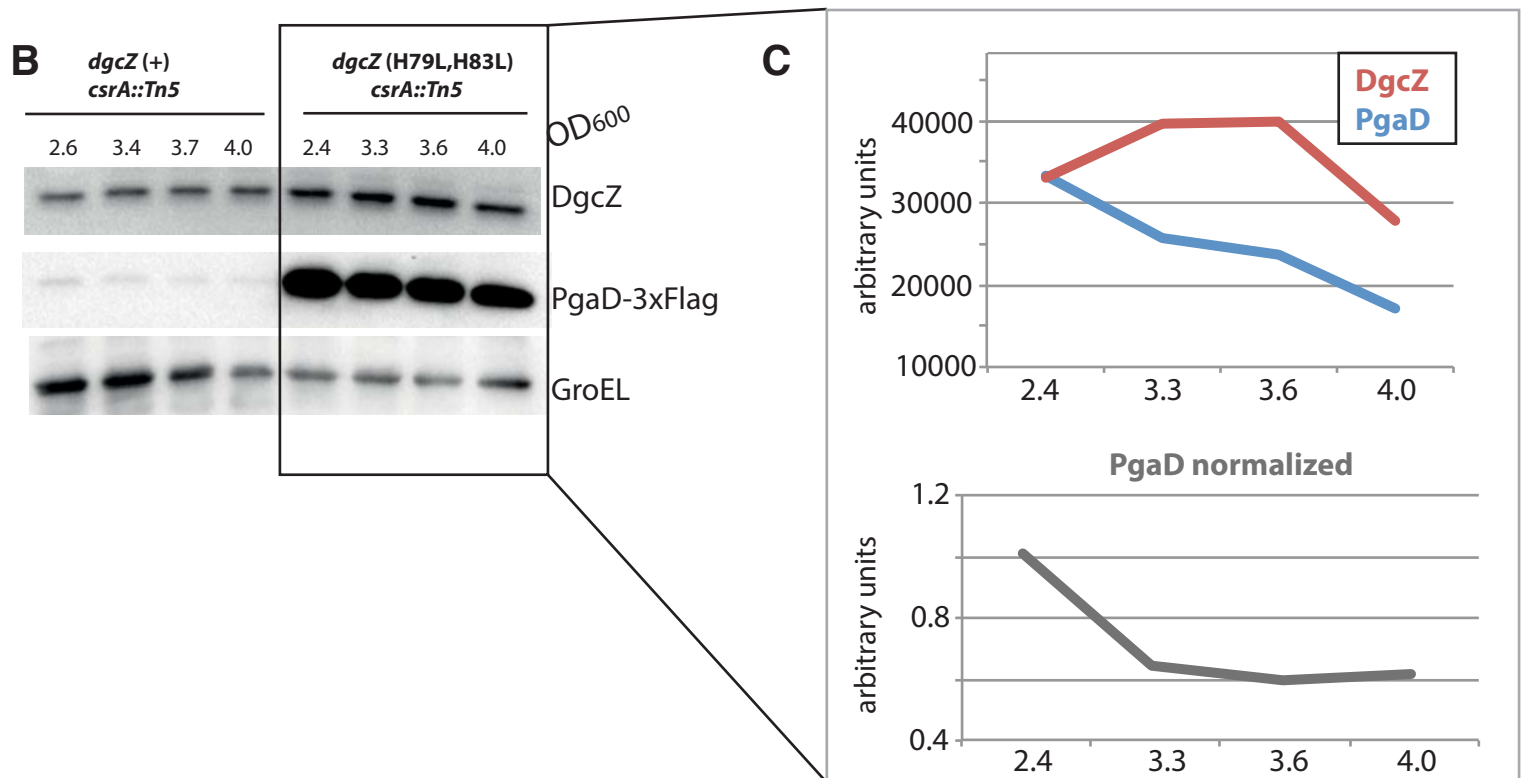 B
dgcZ (+)
csrA::Tn5
dgcZ (H79L,H83L)
csrA::Tn5
2.6 3.4 3.7 4.0 2.4 3.3 3.6 4.0 OD600
DgcZ
PgaD-3xFlag
GroEL
C
DgcZ
PgaD
arbitrary units
40000
30000
20000
10000
2.4 3.3 3.6 4.0
PgaD normalized
arbitrary units
1.2
0.8
0.4
2.4 3.3 3.6 4.0